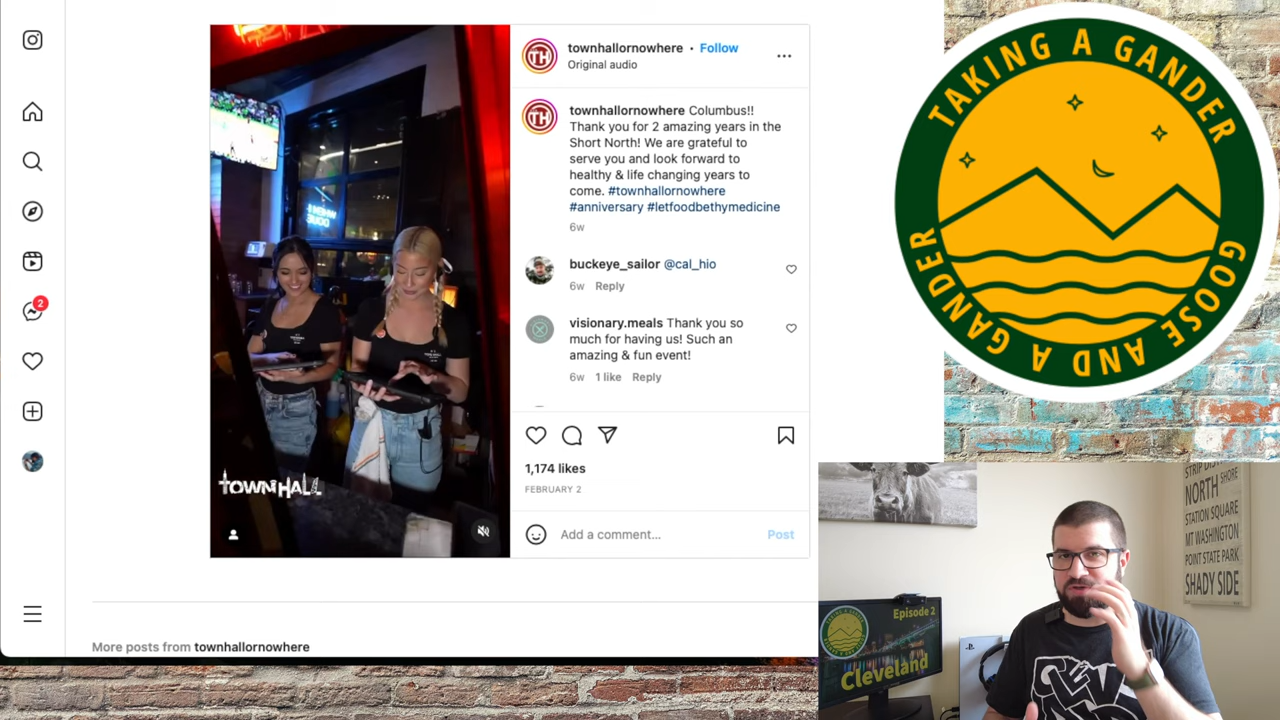 townhallornowhere • Follow
Original audio
townhallornowhere Columbus!!
Thank you for 2 amazing years in the
Short North! We are grateful to
serve you and look forward to
healthy & life changing years to
come. #townhallornowhere
#anniversary #letfoodbethymedicine
6w
buckeye_sailor @cal_hio
6w Reply
visionary.meals Thank you so
much for having us! Such an
amazing & fun event!
6w 1 like Reply
1,174 likes
FEBRUARY 2
Add a comment... Post
TH
TH
2
TOWNHALL
More posts from townhallornowhere
TAKING A GANDER
GOOSE AND A GANDER
Episode 2
Cleveland
NORTH SHORE
STATION SQUARE
MT WASHINGTON
POINT STATE PARK
SHADY SIDE